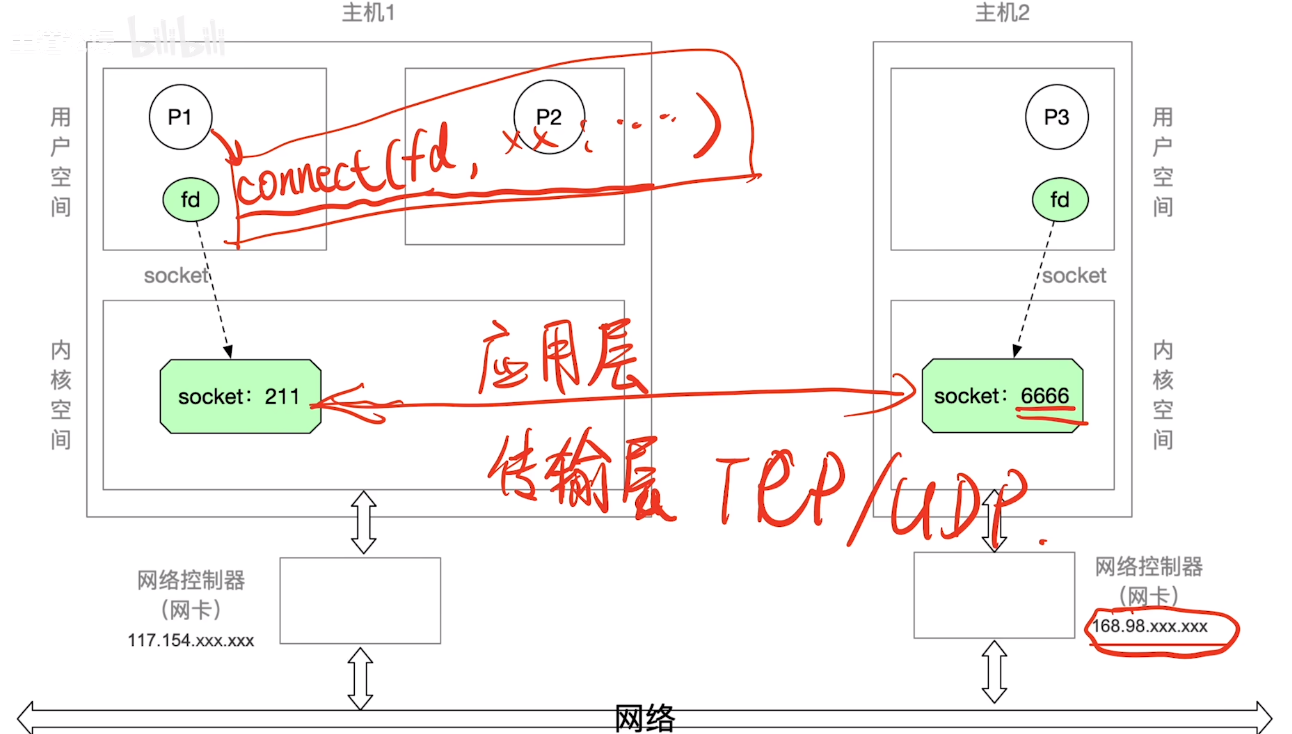 主机1
主机2
bilibili
用户空间
P1
P2
connect(fd, xx : ....)
fd
socket
P3
fd
socket
用户空间
内核空间
socket: 211
应用层
传输层 TCP/UDP.
socket: 6666
内核空间
网络控制器
(网卡)
117.154.xxx.xxx
网络控制器
(网卡)
168.98.xxx.xxx
网络